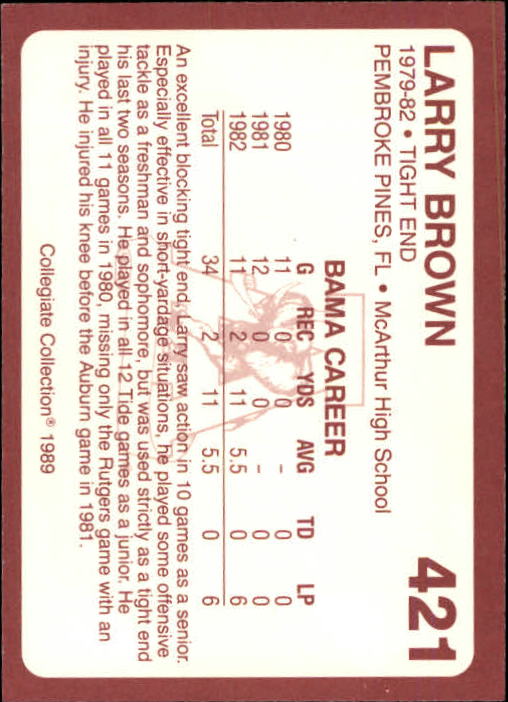 LARRY BROWN 421
1979-82 • TIGHT END
PEMBROKE PINES, FL • McARTHUR High School
BAMA CAREER
G REC YDS AVG TD LP
1980 11 0 0 – 0 0
1981 12 0 0 – 0 0
1982 11 2 11 5.5 0 6
Total 34 2 11 5.5 0 6
An excellent blocking tight end, Larry saw action in 10 games as a senior.
Especially effective in short-yardage situations, he played some offensive
tackle as a freshman and sophomore, but was used strictly as a tight end
his last two seasons. He played in all 12 Tide games as a junior. He
played in all 11 games in 1980, missing only the Rutgers game with an
injury. He injured his knee before the Auburn game in 1981.
Collegiate Collection® 1989